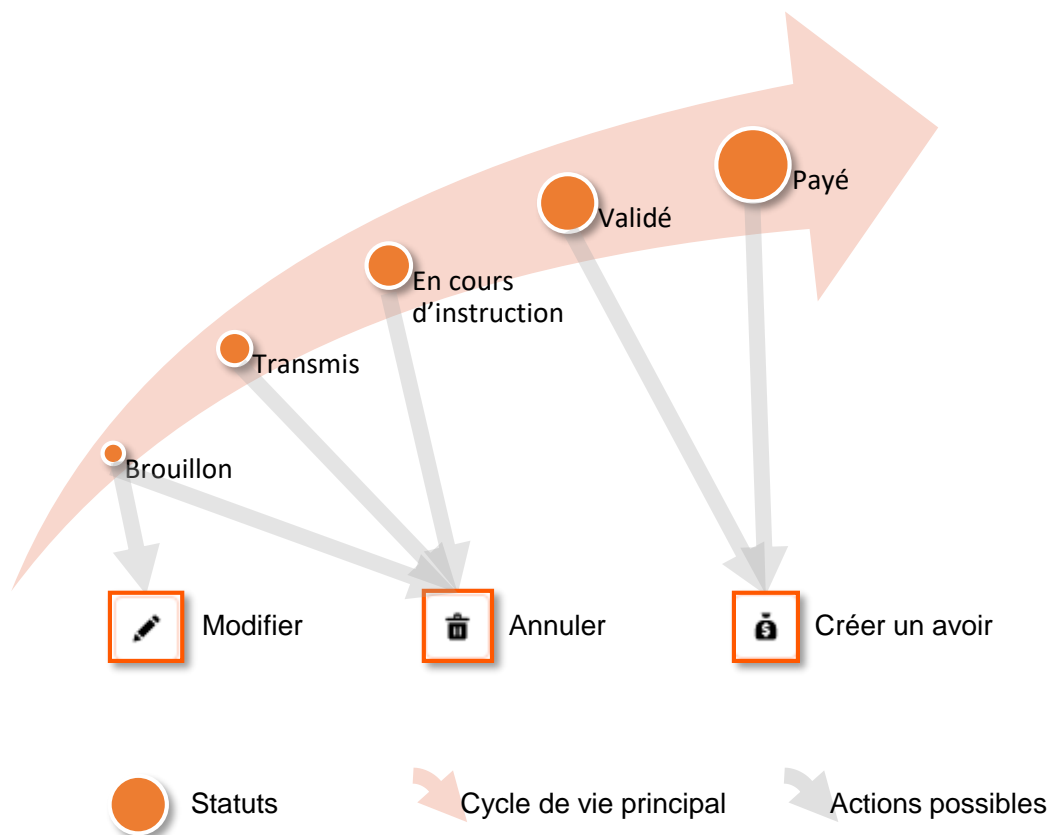 Payé
Validé
En cours
d’instruction
Transmis
Brouillon
Modifier
Annuler
Créer un avoir
Statuts
Cycle de vie principal
Actions possibles